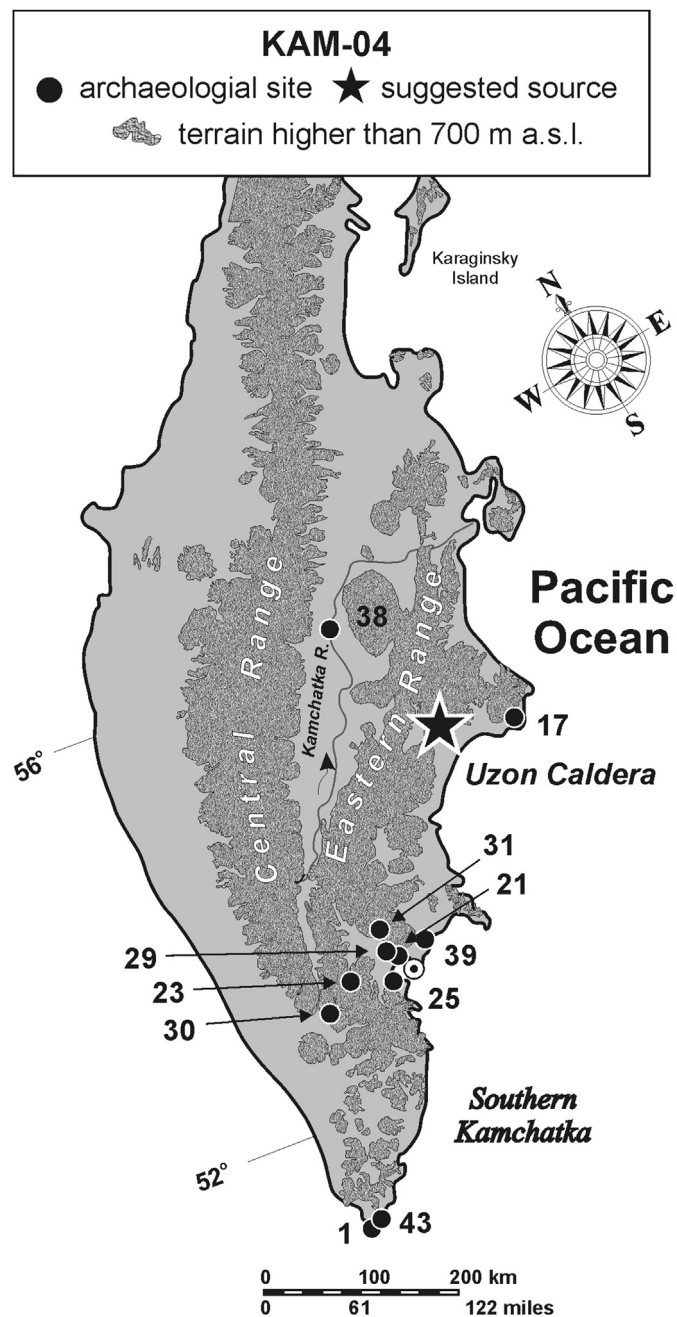 KAM-04
archaeologial site
suggested source
terrain higher than 700 m a.s.l.
Karaginsky
Island
N
E
W
S
Pacific
Ocean
Central Range
Eastern Range
Kamchatka R.
38
17
Uzon Caldera
56°
31
21
29
39
23
25
30
Southern
Kamchatka
52°
43
1
0 100 200 km
0 61 122 miles